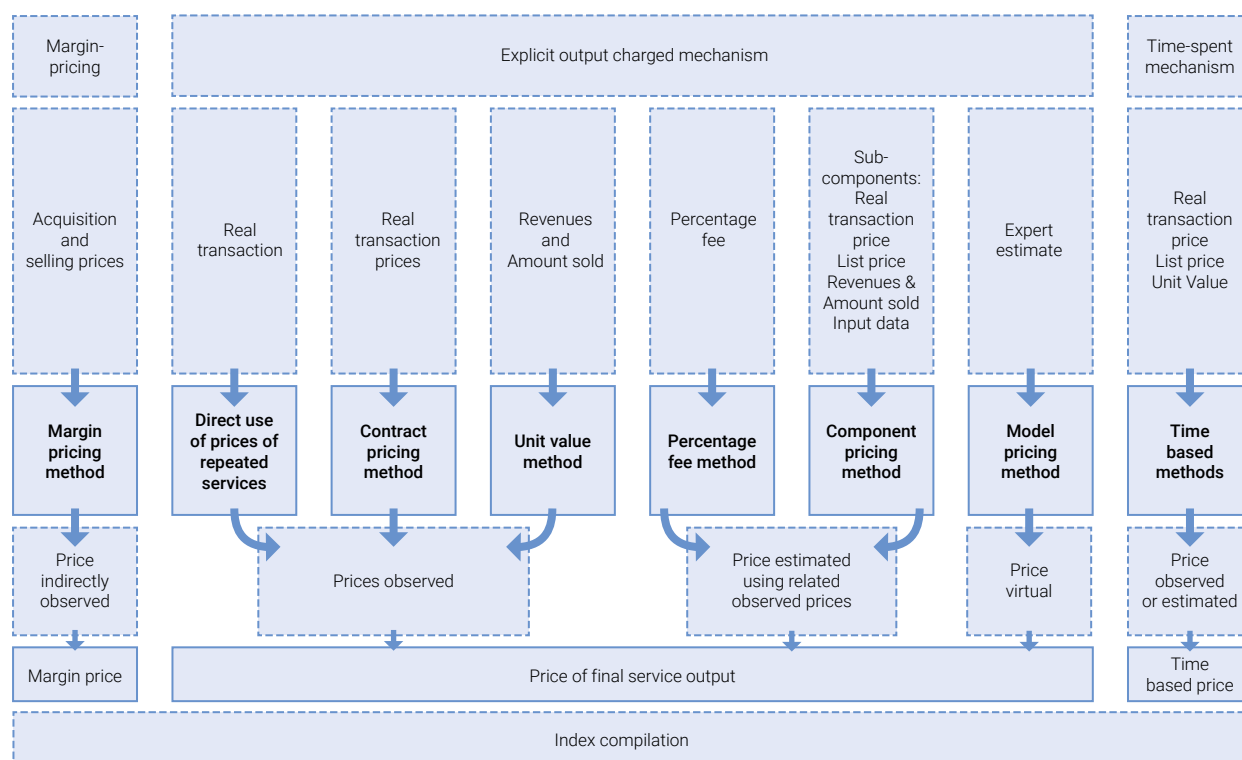 Margin-
pricing
Explicit output charged mechanism
Time-spent
mechanism
Acquisition
and
selling prices
Real
transaction
Real
transaction
prices
Revenues
and
Amount sold
Percentage
fee
Sub-
components:
Real
transaction
price
List price
Revenues &
Amount sold
Input data
Expert
estimate
Real
transaction
price
List price
Unit Value
Margin
pricing
method
Direct use
of prices of
repeated
services
Contract
pricing
method
Unit value
method
Percentage
fee method
Component
pricing
method
Model
pricing
method
Time
based
methods
Price
indirectly
observed
Prices observed
Price estimated
using related
observed prices
Price
virtual
Price
observed
or estimated
Margin price
Price of final service output
Time
based price
Index compilation